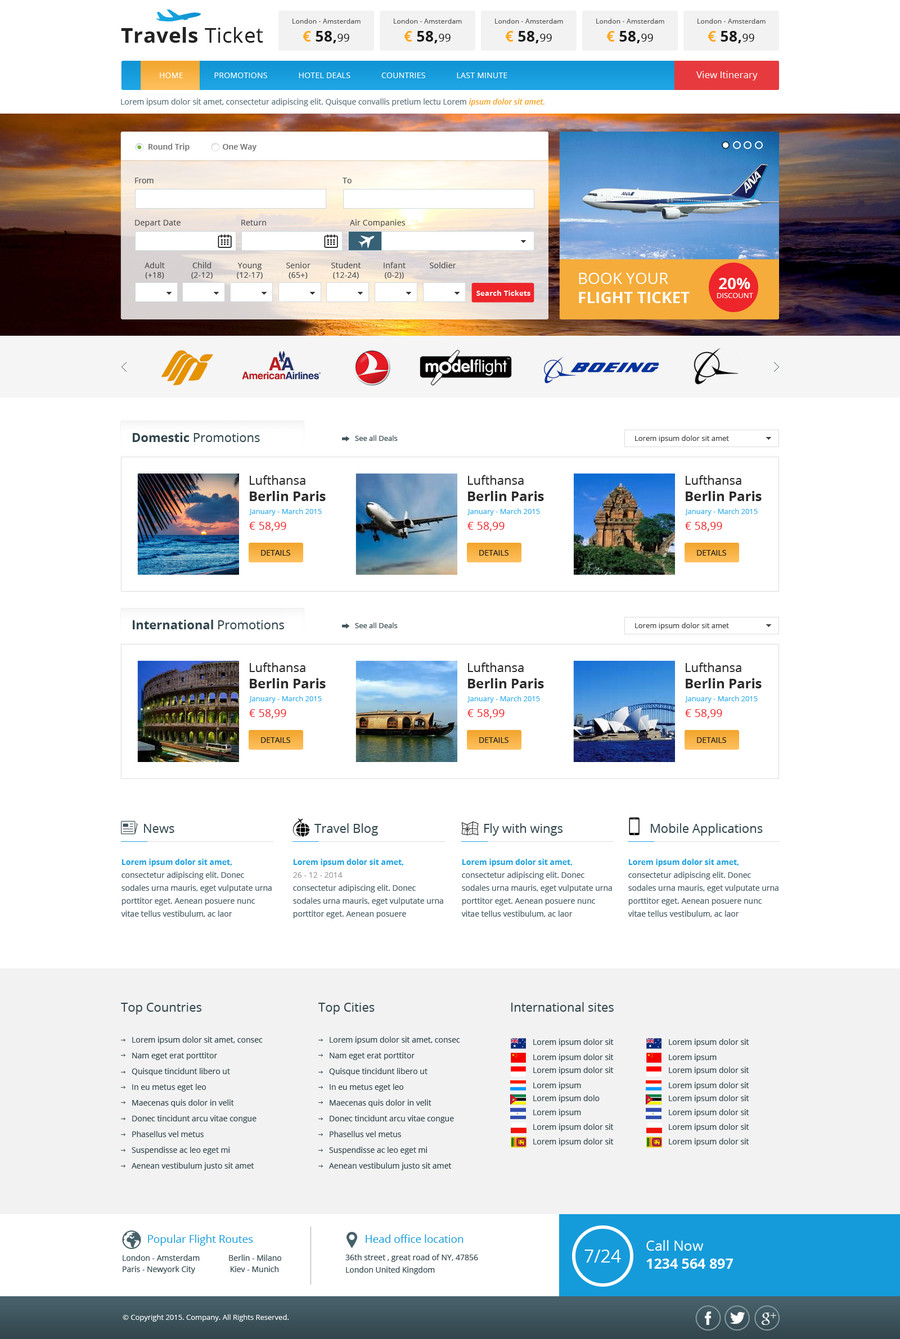 Travels Ticket
London - Amsterdam
€ 58,99
London - Amsterdam
€ 58,99
London - Amsterdam
€ 58,99
London - Amsterdam
€ 58,99
London - Amsterdam
€ 58,99
HOME PROMOTIONS HOTEL DEALS COUNTRIES LAST MINUTE View Itinerary
Lorem ipsum dolor sit amet, consectetur adipiscing elit. Quisque convallis pretium lectu Lorem ipsum dolor sit amet.
Round Trip One Way
From To
Depart Date Return Air Companies
Adult Child Young Senior Student Infant Soldier
(+18) (2-12) (12-17) (65+) (12-24) (0-2))
Search Tickets
ANA
ANA
BOOK YOUR
FLIGHT TICKET
20%
DISCOUNT
AmericanAirlines
modelflight
BOEING
Domestic Promotions See all Deals Lorem ipsum dolor sit amet
Lufthansa
Berlin Paris
January - March 2015
€ 58,99
DETAILS
Lufthansa
Berlin Paris
January - March 2015
€ 58,99
DETAILS
Lufthansa
Berlin Paris
January - March 2015
€ 58,99
DETAILS
International Promotions See all Deals Lorem ipsum dolor sit amet
Lufthansa
Berlin Paris
January - March 2015
€ 58,99
DETAILS
Lufthansa
Berlin Paris
January - March 2015
€ 58,99
DETAILS
Lufthansa
Berlin Paris
January - March 2015
€ 58,99
DETAILS
News
Lorem ipsum dolor sit amet,
consectetur adipiscing elit. Donec
sodales urna mauris, eget vulputate urna
porttitor eget. Aenean posuere nunc
vitae tellus vestibulum, ac laor
Travel Blog
Lorem ipsum dolor sit amet,
26 - 12 - 2014
consectetur adipiscing elit. Donec
sodales urna mauris, eget vulputate urna
porttitor eget. Aenean posuere
Fly with wings
Lorem ipsum dolor sit amet,
consectetur adipiscing elit. Donec
sodales urna mauris, eget vulputate urna
porttitor eget. Aenean posuere nunc
vitae tellus vestibulum, ac laor
Mobile Applications
Lorem ipsum dolor sit amet,
consectetur adipiscing elit. Donec
sodales urna mauris, eget vulputate urna
porttitor eget. Aenean posuere nunc
vitae tellus vestibulum, ac laor
Top Countries
Lorem ipsum dolor sit amet, consec
Nam eget erat porttitor
Quisque tincidunt libero ut
In eu metus eget leo
Maecenas quis dolor in velit
Donec tincidunt arcu vitae congue
Phasellus vel metus
Suspendisse ac leo eget mi
Aenean vestibulum justo sit amet
Top Cities
Lorem ipsum dolor sit amet, consec
Nam eget erat porttitor
Quisque tincidunt libero ut
In eu metus eget leo
Maecenas quis dolor in velit
Donec tincidunt arcu vitae congue
Phasellus vel metus
Suspendisse ac leo eget mi
Aenean vestibulum justo sit amet
International sites
Lorem ipsum dolor sit
Lorem ipsum dolor sit
Lorem ipsum dolor sit
Lorem ipsum
Lorem ipsum dolo
Lorem ipsum
Lorem ipsum dolor sit
Lorem ipsum dolor sit
Lorem ipsum dolor sit
Lorem ipsum
Lorem ipsum dolor sit
Lorem ipsum dolor sit
Lorem ipsum dolor sit
Lorem ipsum dolor sit
Lorem ipsum dolor sit
Lorem ipsum dolor sit
Popular Flight Routes
London - Amsterdam Berlin - Milano
Paris - Newyork City Kiev - Munich
Head office location
36th street , great road of NY, 47856
London United Kingdom
7/24
Call Now
1234 564 897
© Copyright 2015. Company. All Rights Reserved.
f
g+